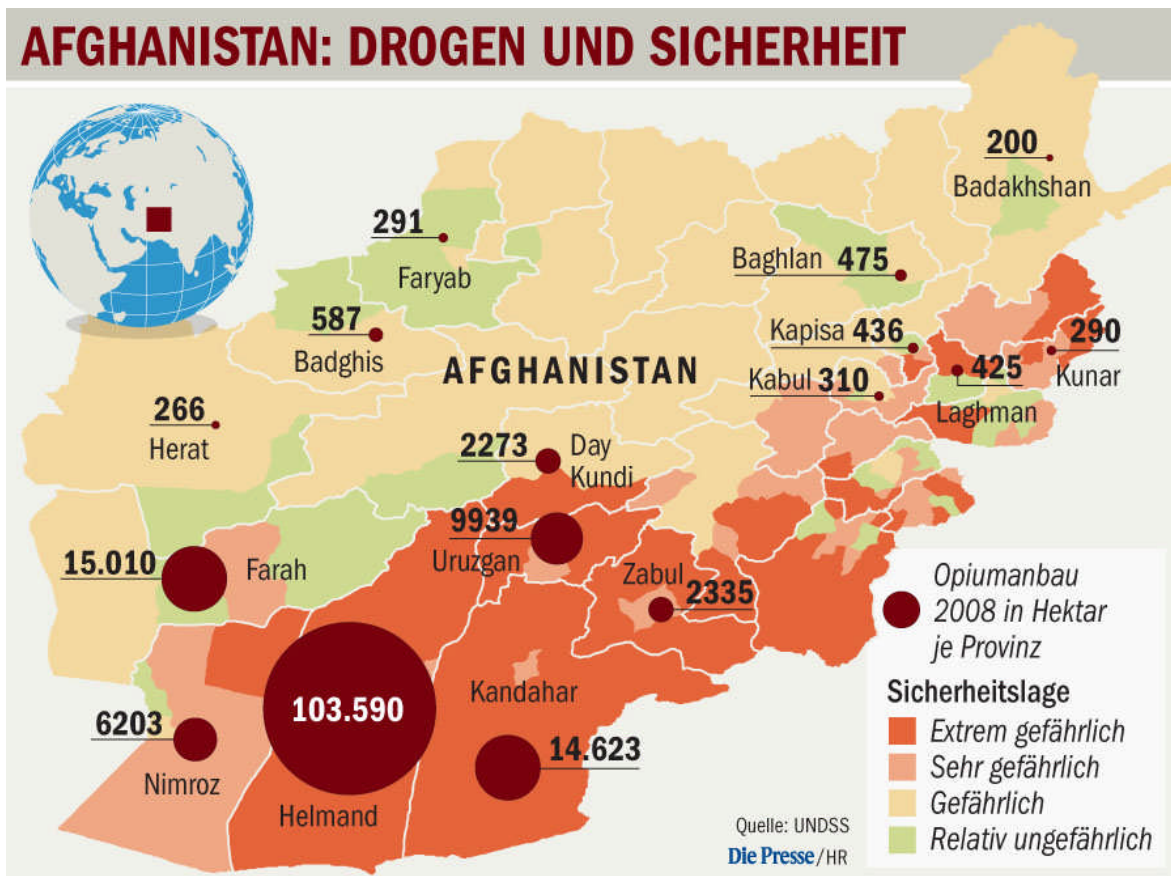 AFGHANISTAN: DROGEN UND SICHERHEIT
200
Badakhshan
291
Faryab
Baghlan 475
587
Badghis
Kapisa 436
290
Kunar
AFGHANISTAN
Kabul 310
425
Laghman
266
Herat
2273
Day
Kundi
9939
Uruzgan
15.010
Farah
Zabul
2335
Kandahar
103.590
6203
Nimroz
14.623
Helmand
Opiumanbau
2008 in Hektar
je Provinz
Sicherheitslage
Extrem gefährlich
Sehr gefährlich
Gefährlich
Relativ ungefährlich
Quelle: UNDSS
Die Presse/HR